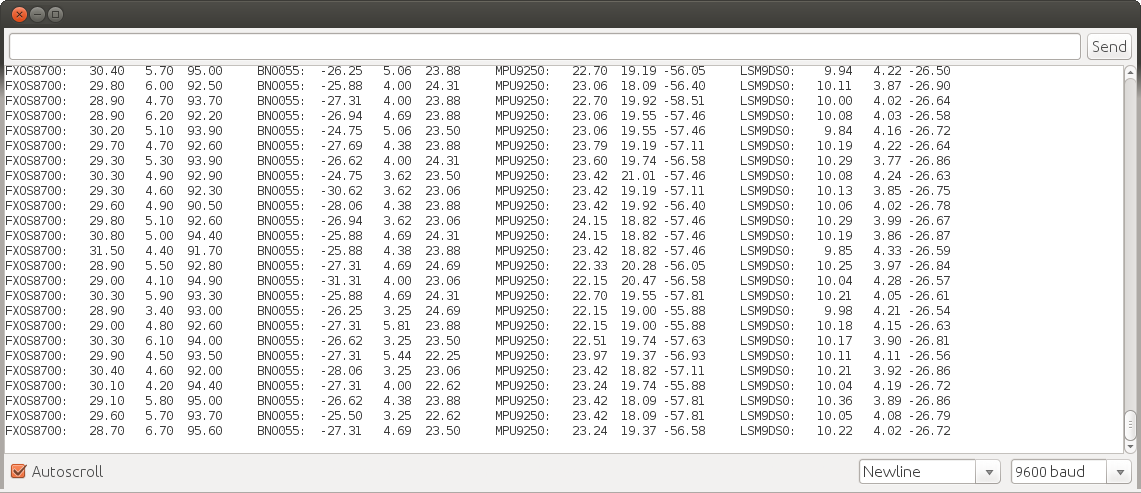 Send
FXOS8700: 30.40 5.70 95.00 BNO055: -26.25 5.06 23.88 MPU9250: 22.70 19.19 -56.05 LSM9DS0: 9.94 4.22 -26.50
FXOS8700: 29.80 6.00 92.50 BNO055: -25.88 4.00 24.31 MPU9250: 23.06 18.09 -56.40 LSM9DS0: 10.11 3.87 -26.90
FXOS8700: 28.90 4.70 93.70 BNO055: -27.31 4.00 23.88 MPU9250: 22.70 19.92 -58.51 LSM9DS0: 10.00 4.02 -26.64
FXOS8700: 28.90 6.20 92.20 BNO055: -26.94 4.69 23.88 MPU9250: 23.06 19.55 -57.46 LSM9DS0: 10.08 4.03 -26.58
FXOS8700: 30.20 5.10 93.90 BNO055: -24.75 5.06 23.50 MPU9250: 23.06 19.55 -57.46 LSM9DS0: 9.84 4.16 -26.72
FXOS8700: 29.70 4.70 92.60 BNO055: -27.69 4.38 23.88 MPU9250: 23.79 19.19 -57.11 LSM9DS0: 10.19 4.22 -26.64
FXOS8700: 29.30 5.30 93.90 BNO055: -26.62 4.00 24.31 MPU9250: 23.60 19.74 -56.58 LSM9DS0: 10.29 3.77 -26.86
FXOS8700: 30.30 4.90 92.90 BNO055: -24.75 3.62 23.50 MPU9250: 23.42 21.01 -57.46 LSM9DS0: 10.08 4.24 -26.63
FXOS8700: 29.30 4.60 92.30 BNO055: -30.62 3.62 23.06 MPU9250: 23.42 19.19 -57.11 LSM9DS0: 10.13 3.85 -26.75
FXOS8700: 29.60 4.90 90.50 BNO055: -28.06 4.38 23.88 MPU9250: 23.42 19.92 -56.40 LSM9DS0: 10.06 4.02 -26.78
FXOS8700: 29.80 5.10 92.60 BNO055: -26.94 3.62 23.06 MPU9250: 24.15 18.82 -57.46 LSM9DS0: 10.29 3.99 -26.67
FXOS8700: 30.80 5.00 94.40 BNO055: -25.88 4.69 24.31 MPU9250: 24.15 18.82 -57.46 LSM9DS0: 10.19 3.86 -26.87
FXOS8700: 31.50 4.40 91.70 BNO055: -25.88 4.38 23.88 MPU9250: 23.42 18.82 -57.46 LSM9DS0: 9.85 4.33 -26.59
FXOS8700: 28.90 5.50 92.80 BNO055: -27.31 4.69 24.69 MPU9250: 22.33 20.28 -56.05 LSM9DS0: 10.25 3.97 -26.84
FXOS8700: 29.00 4.10 94.90 BNO055: -31.31 4.00 23.06 MPU9250: 22.15 20.47 -56.58 LSM9DS0: 10.04 4.28 -26.57
FXOS8700: 30.30 5.90 93.30 BNO055: -25.88 4.69 24.31 MPU9250: 22.70 19.55 -57.81 LSM9DS0: 10.21 4.05 -26.61
FXOS8700: 28.90 3.40 93.00 BNO055: -26.25 3.25 24.69 MPU9250: 22.15 19.00 -55.88 LSM9DS0: 9.98 4.21 -26.54
FXOS8700: 29.00 4.80 92.60 BNO055: -27.31 5.81 23.88 MPU9250: 22.15 19.00 -55.88 LSM9DS0: 10.18 4.15 -26.63
FXOS8700: 30.30 6.10 94.00 BNO055: -26.62 3.25 23.50 MPU9250: 22.51 19.74 -57.63 LSM9DS0: 10.17 3.90 -26.81
FXOS8700: 29.90 4.50 93.50 BNO055: -27.31 5.44 22.25 MPU9250: 23.97 19.37 -56.93 LSM9DS0: 10.11 4.11 -26.56
FXOS8700: 30.40 4.60 92.00 BNO055: -28.06 3.25 23.06 MPU9250: 23.42 18.82 -57.11 LSM9DS0: 10.21 3.92 -26.86
FXOS8700: 30.10 4.20 94.40 BNO055: -27.31 4.00 22.62 MPU9250: 23.24 19.74 -55.88 LSM9DS0: 10.04 4.19 -26.72
FXOS8700: 29.10 5.80 95.00 BNO055: -26.62 4.38 23.88 MPU9250: 23.42 18.09 -57.81 LSM9DS0: 10.36 3.89 -26.86
FXOS8700: 29.60 5.70 93.70 BNO055: -25.50 3.25 22.62 MPU9250: 23.42 18.09 -57.81 LSM9DS0: 10.05 4.08 -26.79
FXOS8700: 28.70 6.70 95.60 BNO055: -27.31 4.69 23.50 MPU9250: 23.24 19.37 -56.58 LSM9DS0: 10.22 4.02 -26.72
Autoscroll Newline 9600 baud